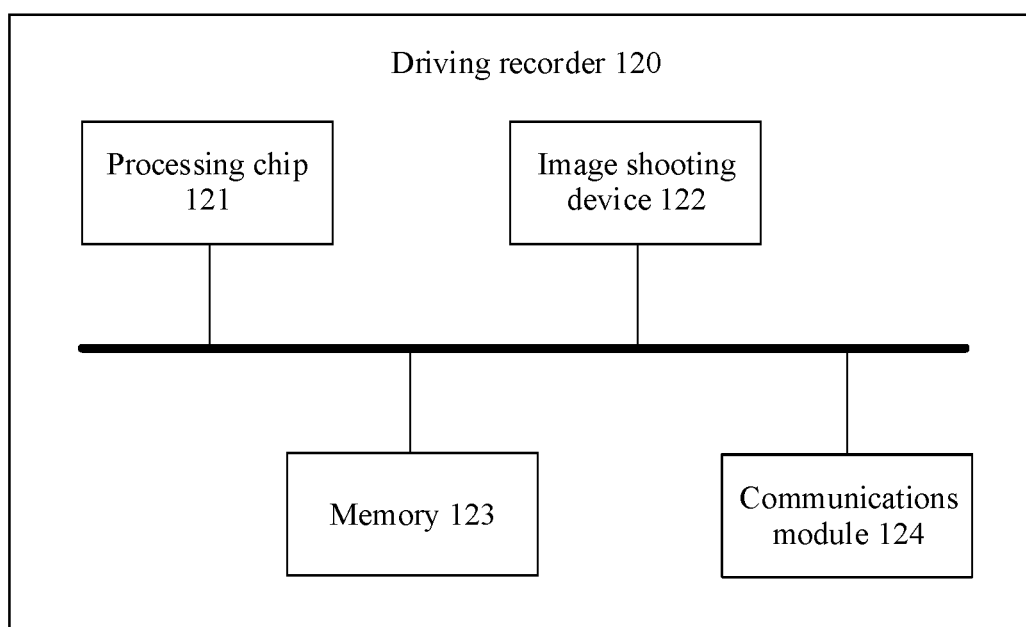 Driving recorder 120
Processing chip
121
Image shooting
device 122
Memory 123
Communications
module 124